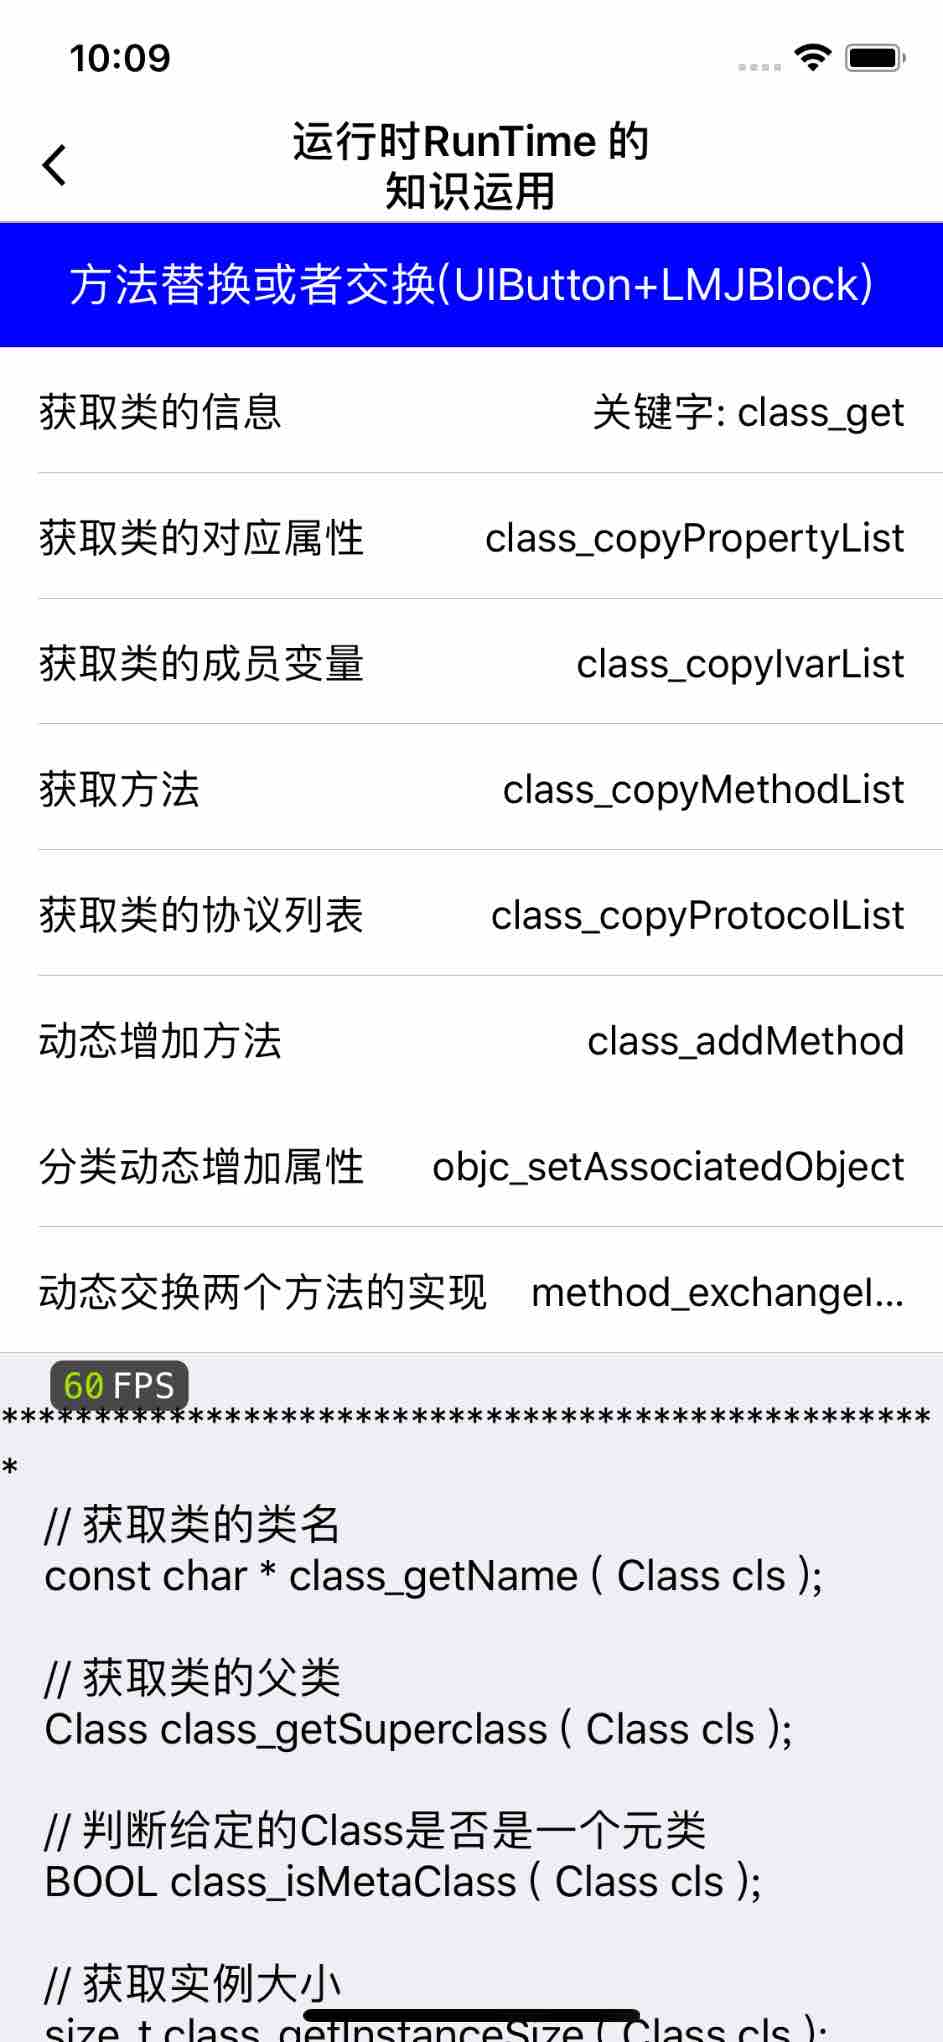 10:09
运行时RunTime 的
知识运用
方法替换或者交换(UIButton+LMJBlock)
获取类的信息 关键字: class_get
获取类的对应属性 class_copyPropertyList
获取类的成员变量 class_copyIvarList
获取方法 class_copyMethodList
获取类的协议列表 class_copyProtocolList
动态增加方法 class_addMethod
分类动态增加属性 objc_setAssociatedObject
动态交换两个方法的实现 method_exchangeI...
60 FPS
**************************************************
*
// 获取类的类名
const char * class_getName ( Class cls );
// 获取类的父类
Class class_getSuperclass ( Class cls );
// 判断给定的Class是否是一个元类
BOOL class_isMetaClass ( Class cls );
// 获取实例大小
size_t class_getInstanceSize ( Class cls );